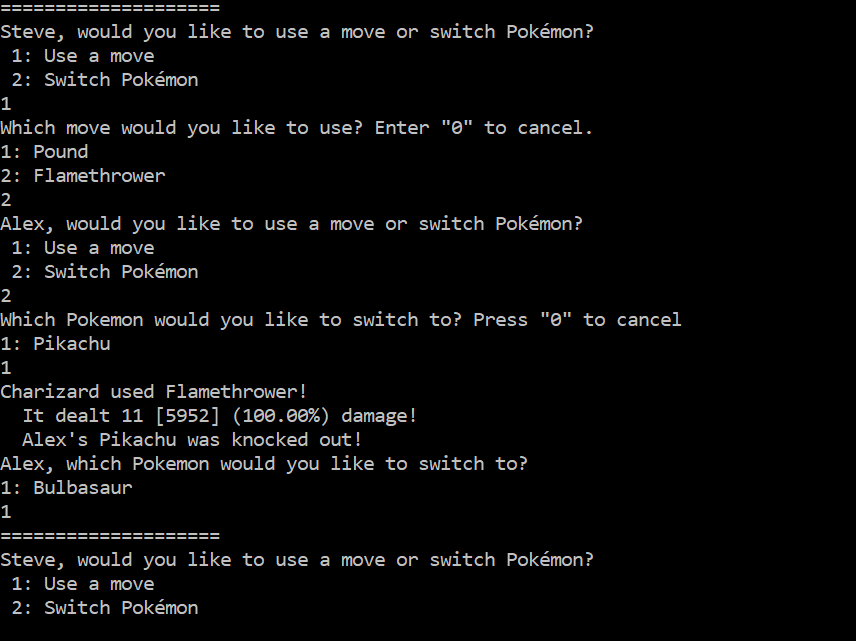 ====================
Steve, would you like to use a move or switch Pokémon?
 1: Use a move
 2: Switch Pokémon
1
Which move would you like to use? Enter "0" to cancel.
1: Pound
2: Flamethrower
2
Alex, would you like to use a move or switch Pokémon?
 1: Use a move
 2: Switch Pokémon
2
Which Pokemon would you like to switch to? Press "0" to cancel
1: Pikachu
1
Charizard used Flamethrower!
  It dealt 11 [5952] (100.00%) damage!
  Alex's Pikachu was knocked out!
Alex, which Pokemon would you like to switch to?
1: Bulbasaur
1
====================
Steve, would you like to use a move or switch Pokémon?
 1: Use a move
 2: Switch Pokémon